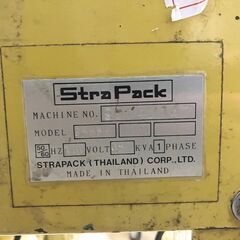 StraPack
MACHINE NO.
MODEL
50/60 HZ VOLT KVA 1 PHASE
STRAPACK (THAILAND) CORP., LTD.
MADE IN THAILAND